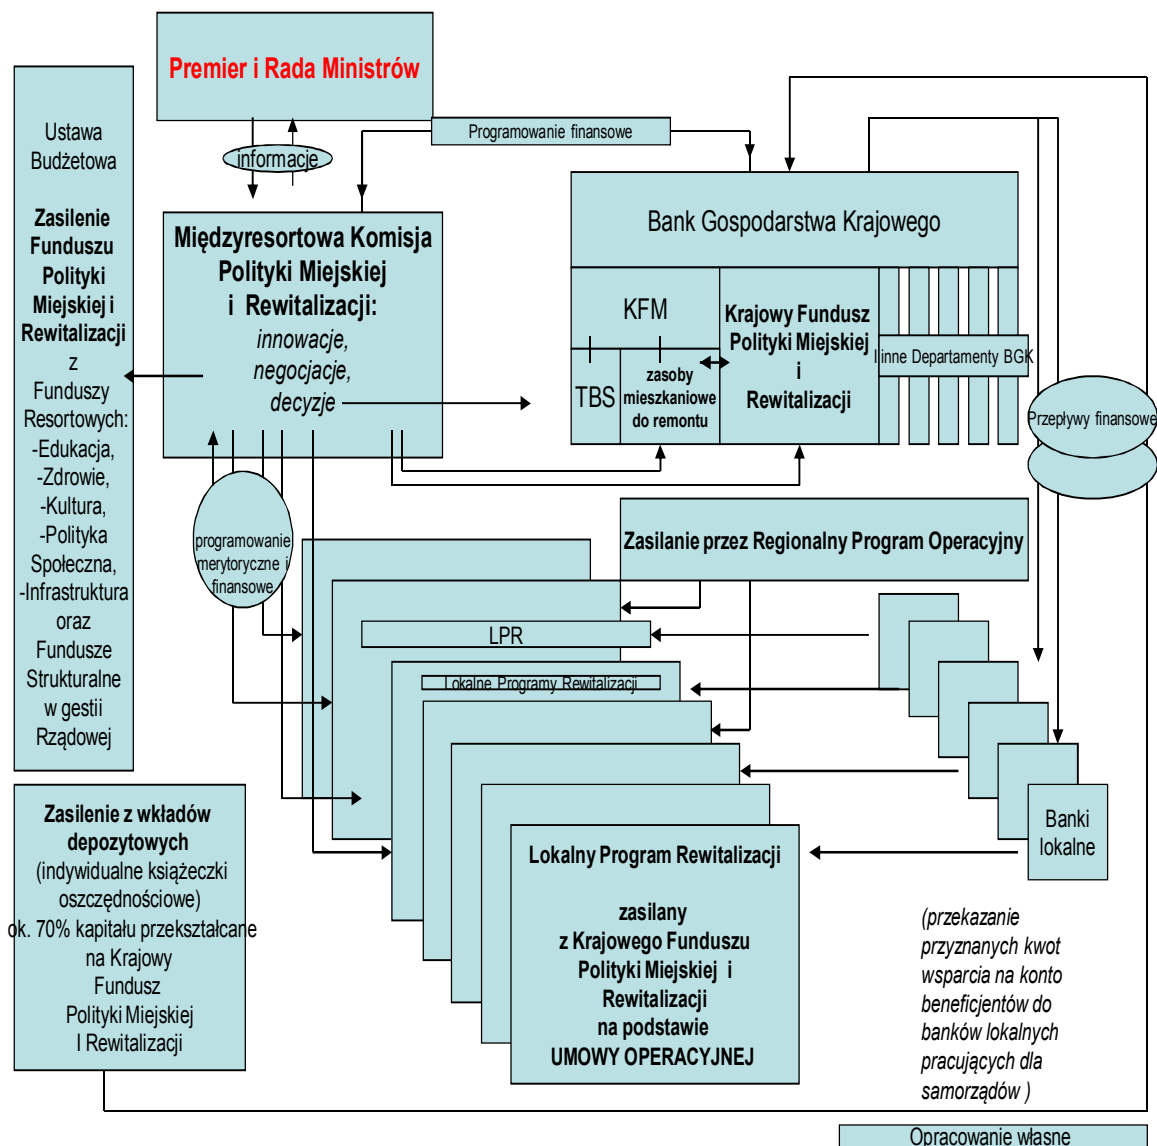 Premier i Rada Ministrów
Programowanie finansowe
informacje
Ustawa
Budżetowa
Zasilenie
Funduszu
Polityki
Miejskiej i
Rewitalizacji
z
Funduszy
Resortowych:
-Edukacja,
-Zdrowie,
-Kultura,
-Polityka
Społeczna,
-Infrastruktura
oraz
Fundusze
Strukturalne
w gestii
Rządowej
Międzyresortowa Komisja
Polityki Miejskiej
i Rewitalizacji:
innowacje,
negocjacje,
decyzje
Bank Gospodarstwa Krajowego
KFM
TBS
zasoby
mieszkaniowe
do remontu
Krajowy Fundusz
Polityki Miejskiej
i
Rewitalizacji
I inne Departamenty BGK
Przepływy finansowe
programowanie
merytoryczne i
finansowe
Zasilanie przez Regionalny Program Operacyjny
LPR
Lokalne Programy Rewitalizacji
Lokalny Program Rewitalizacji
zasilany
z Krajowego Funduszu
Polityki Miejskiej i
Rewitalizacji
na podstawie
UMOWY OPERACYJNEJ
Banki
lokalne
(przekazanie
przyznanych kwot
wsparcia na konto
beneficjentów do
banków lokalnych
pracujących dla
samorządów )
Zasilenie z wkładów
depozytowych
(indywidualne książeczki
oszczędnościowe)
ok. 70% kapitału przekształcane
na Krajowy
Fundusz
Polityki Miejskiej
I Rewitalizacji
Opracowanie własne